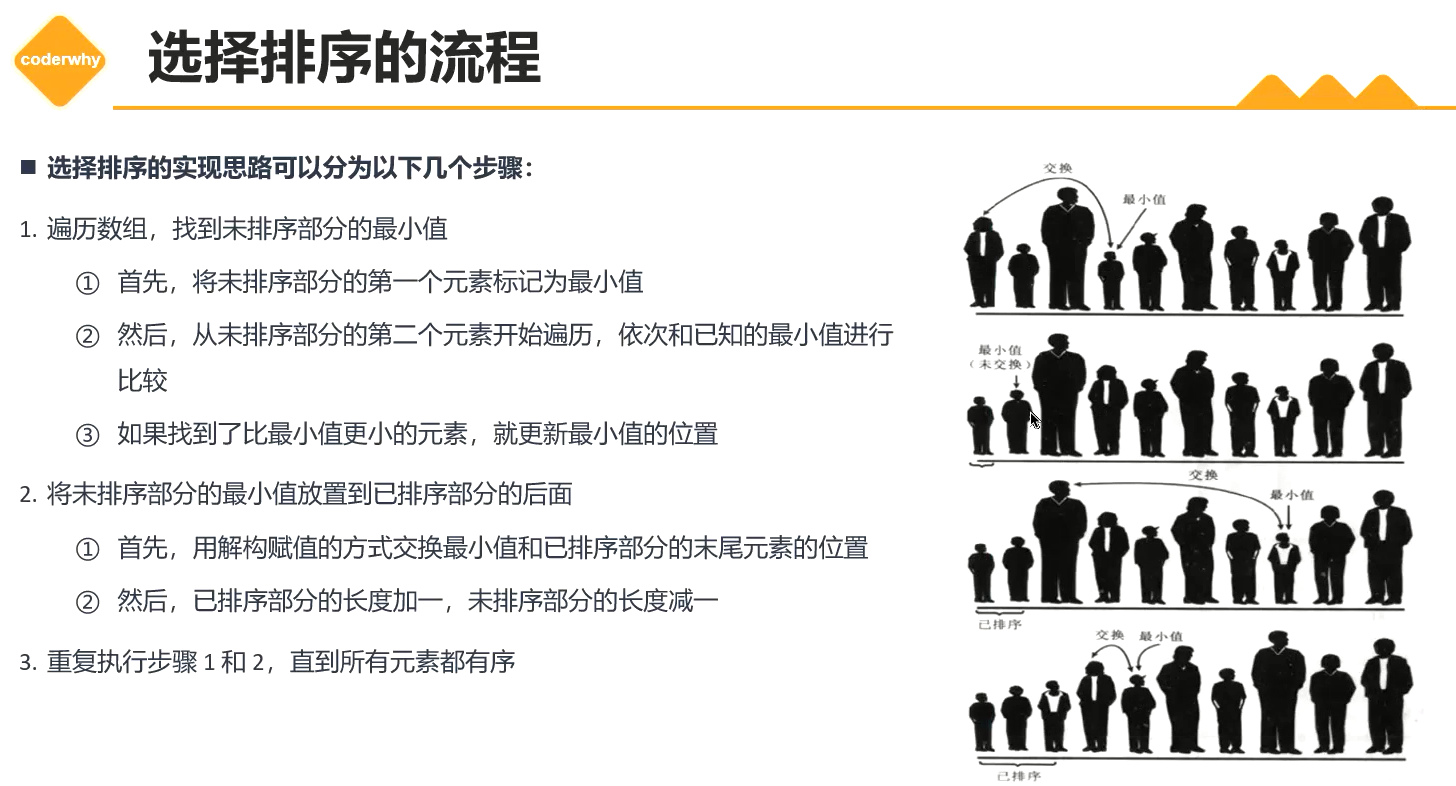 coderwhy
选择排序的流程
■ 选择排序的实现思路可以分为以下几个步骤：
1. 遍历数组，找到未排序部分的最小值
① 首先，将未排序部分的第一个元素标记为最小值
② 然后，从未排序部分的第二个元素开始遍历，依次和已知的最小值进行
比较
③ 如果找到了比最小值更小的元素，就更新最小值的位置
2. 将未排序部分的最小值放置到已排序部分的后面
① 首先，用解构赋值的方式交换最小值和已排序部分的末尾元素的位置
② 然后，已排序部分的长度加一，未排序部分的长度减一
3. 重复执行步骤 1 和 2，直到所有元素都有序
交换
最小值
最小值
（未交换）
交换
最小值
已排序
交换 最小值
已排序